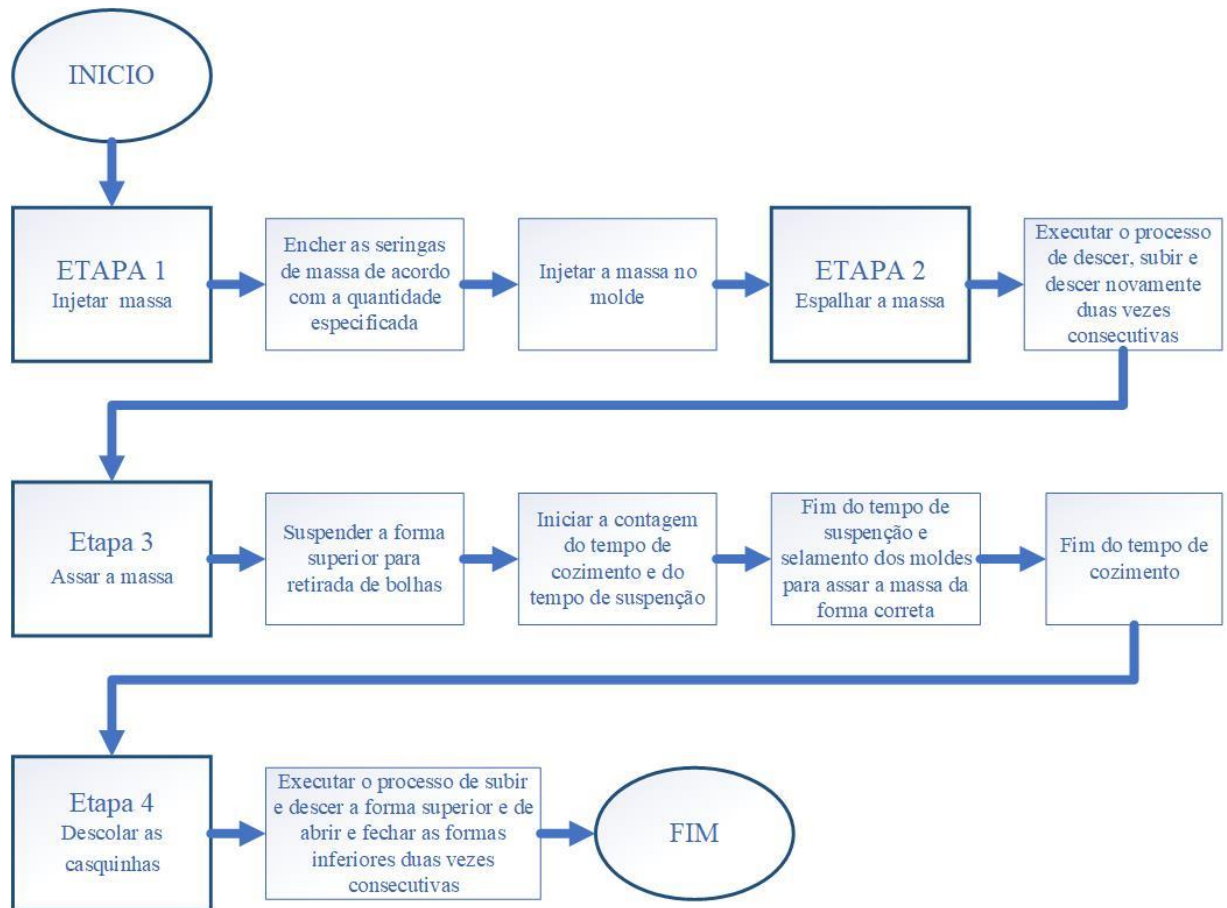 INICIO
ETAPA 1
Injetar massa
Encher as seringas
de massa de acordo
com a quantidade
especificada
Injetar a massa no
molde
ETAPA 2
Espalhar a massa
Executar o processo
de descer, subir e
descer novamente
duas vezes
consecutivas
Etapa 3
Assar a massa
Suspender a forma
superior para
retirada de bolhas
Iniciar a contagem
do tempo de
cozimento e do
tempo de suspenção
Fim do tempo de
suspenção e
selamento dos moldes
para assar a massa da
forma correta
Fim do tempo de
cozimento
Etapa 4
Descolar as
casquinhas
Executar o processo de subir
e descer a forma superior e de
abrir e fechar as formas
inferiores duas vezes
consecutivas
FIM